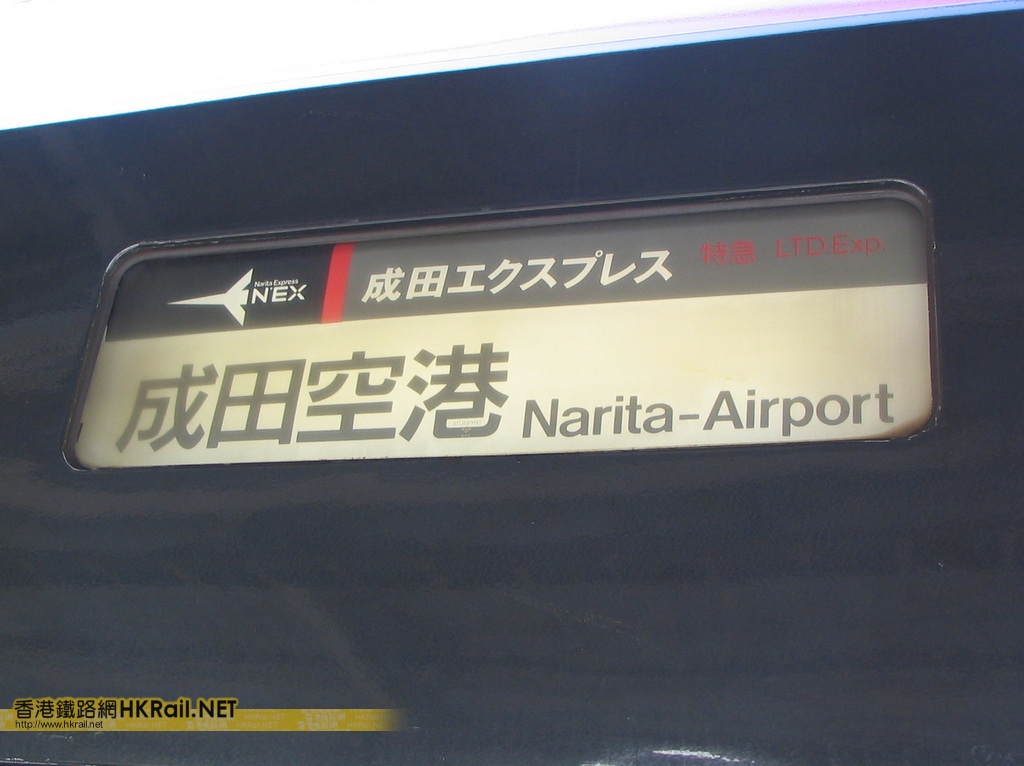 Narita Express
N'EX
成田エクスプレス 特急 LTD.Exp.
成田空港 Narita-Airport
香港鐵路網HKRail.NET
http://www.hkrail.net